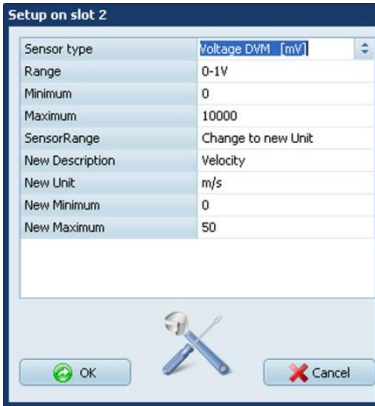 Setup on slot 2
Sensor type Voltage DVM [mV]
Range 0-1V
Minimum 0
Maximum 10000
SensorRange Change to new Unit
New Description Velocity
New Unit m/s
New Minimum 0
New Maximum 50
OK Cancel